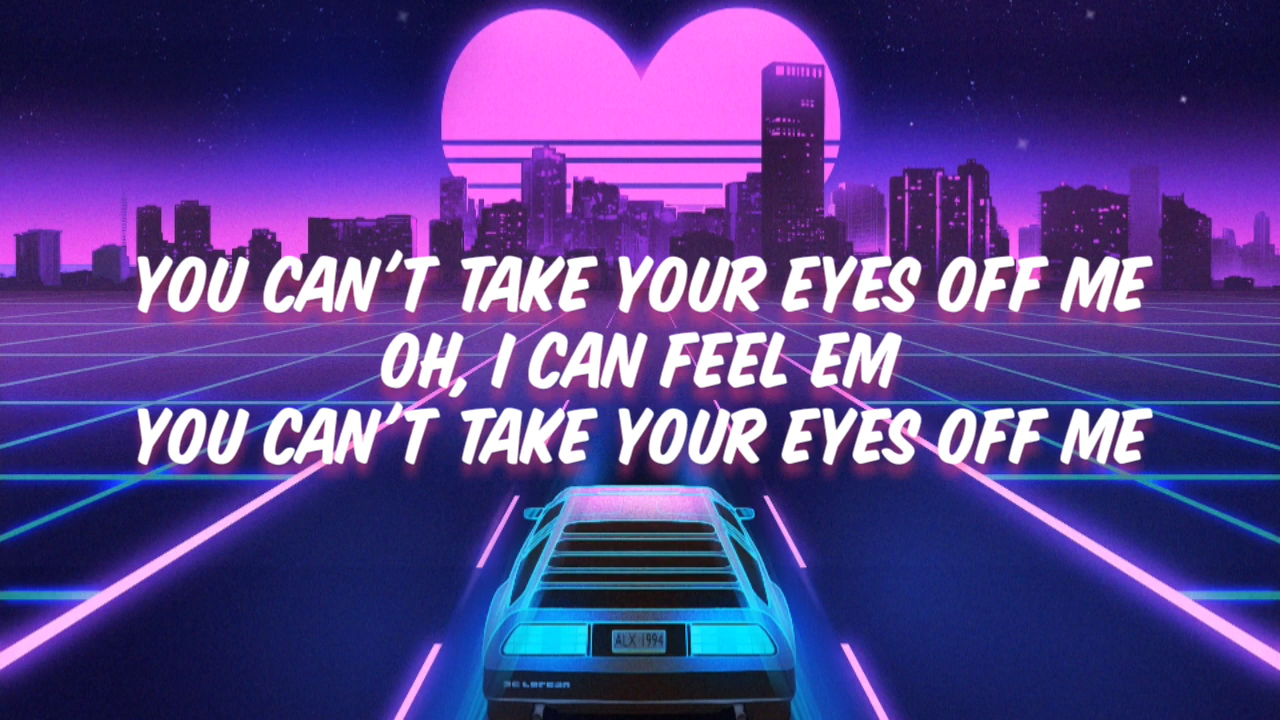 YOU CAN'T TAKE YOUR EYES OFF ME
OH, I CAN FEEL EM
YOU CAN'T TAKE YOUR EYES OFF ME
ALX 1994
DELOREAN